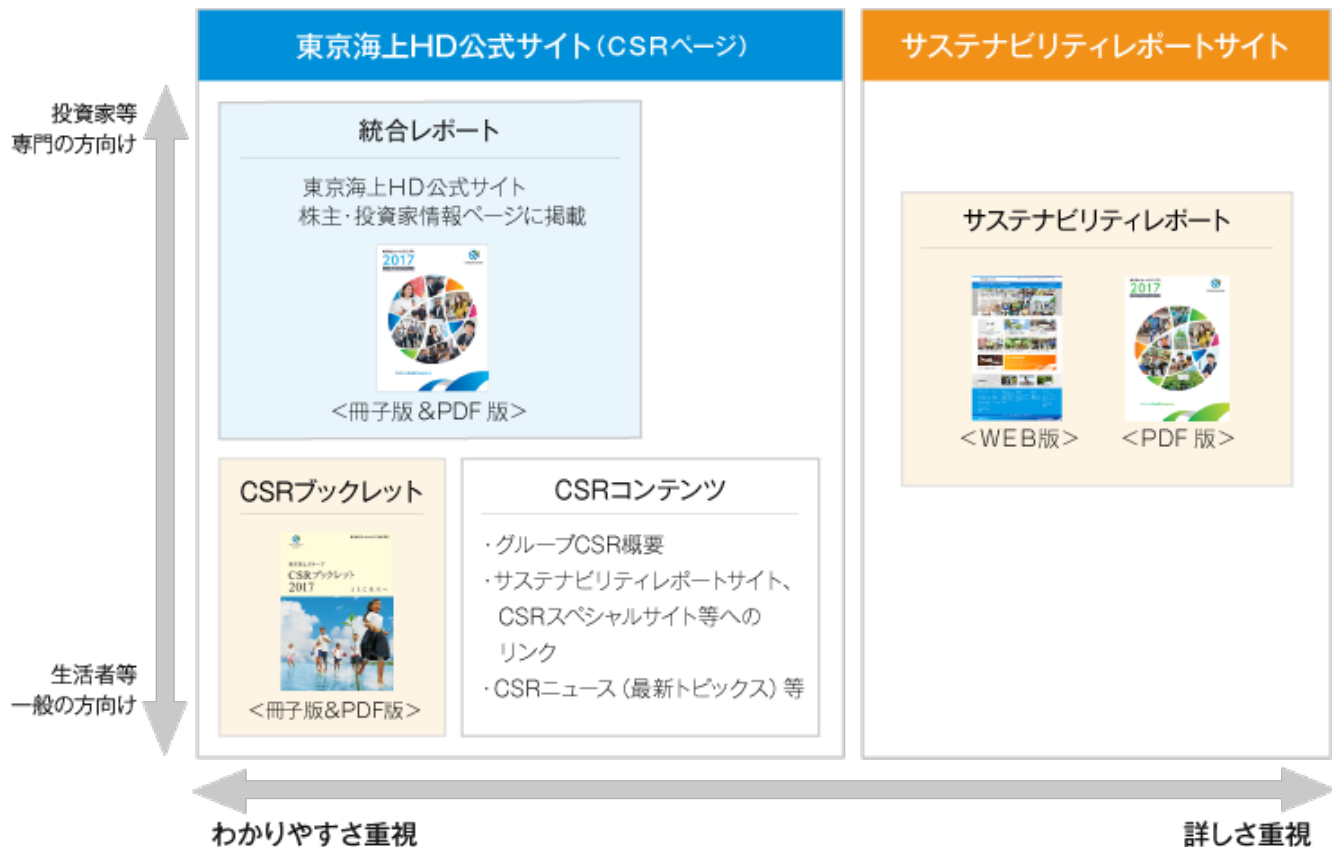 東京海上HD公式サイト(CSRページ)
サステナビリティレポートサイト
投資家等
専門の方向け
統合レポート
東京海上HD公式サイト
株主・投資家情報ページに掲載
2017
<冊子版&PDF版>
サステナビリティレポート
2017
<WEB版>
<PDF版>
CSRブックレット
CSRブックレット
2017
<冊子版&PDF版>
CSRコンテンツ
・グループCSR概要
・サステナビリティレポートサイト、
CSRスペシャルサイト等への
リンク
・CSRニュース(最新トピックス)等
生活者等
一般の方向け
わかりやすさ重視
詳しさ重視